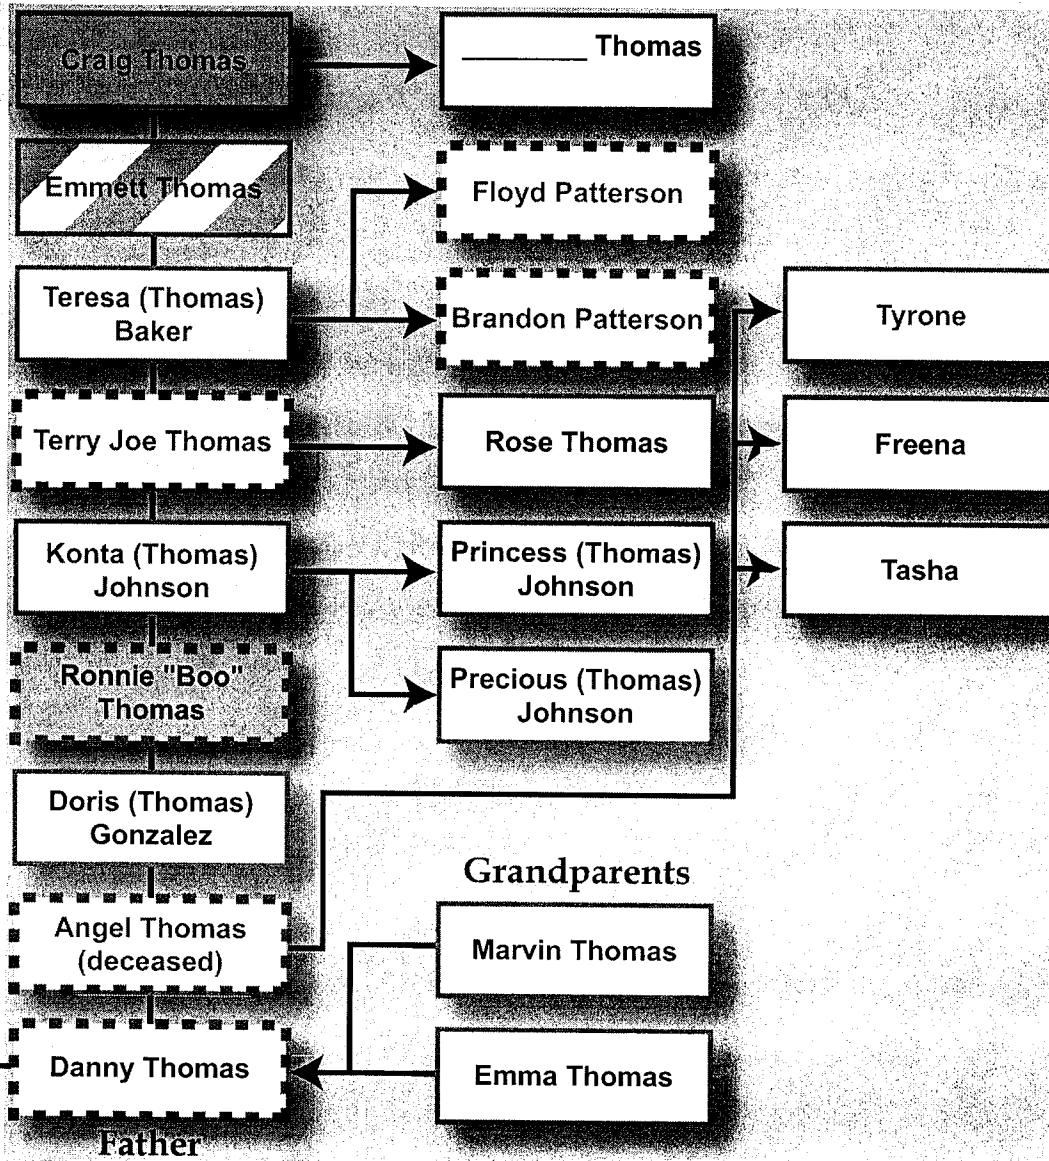 Craig Thomas
________ Thomas
Emmett Thomas
Floyd Patterson
Teresa (Thomas)
Baker
Brandon Patterson
Tyrone
Terry Joe Thomas
Rose Thomas
Freena
Konta (Thomas)
Johnson
Princess (Thomas)
Johnson
Tasha
Ronnie "Boo"
Thomas
Precious (Thomas)
Johnson
Doris (Thomas)
Gonzalez
Grandparents
Angel Thomas
(deceased)
Marvin Thomas
Danny Thomas
Emma Thomas
Father